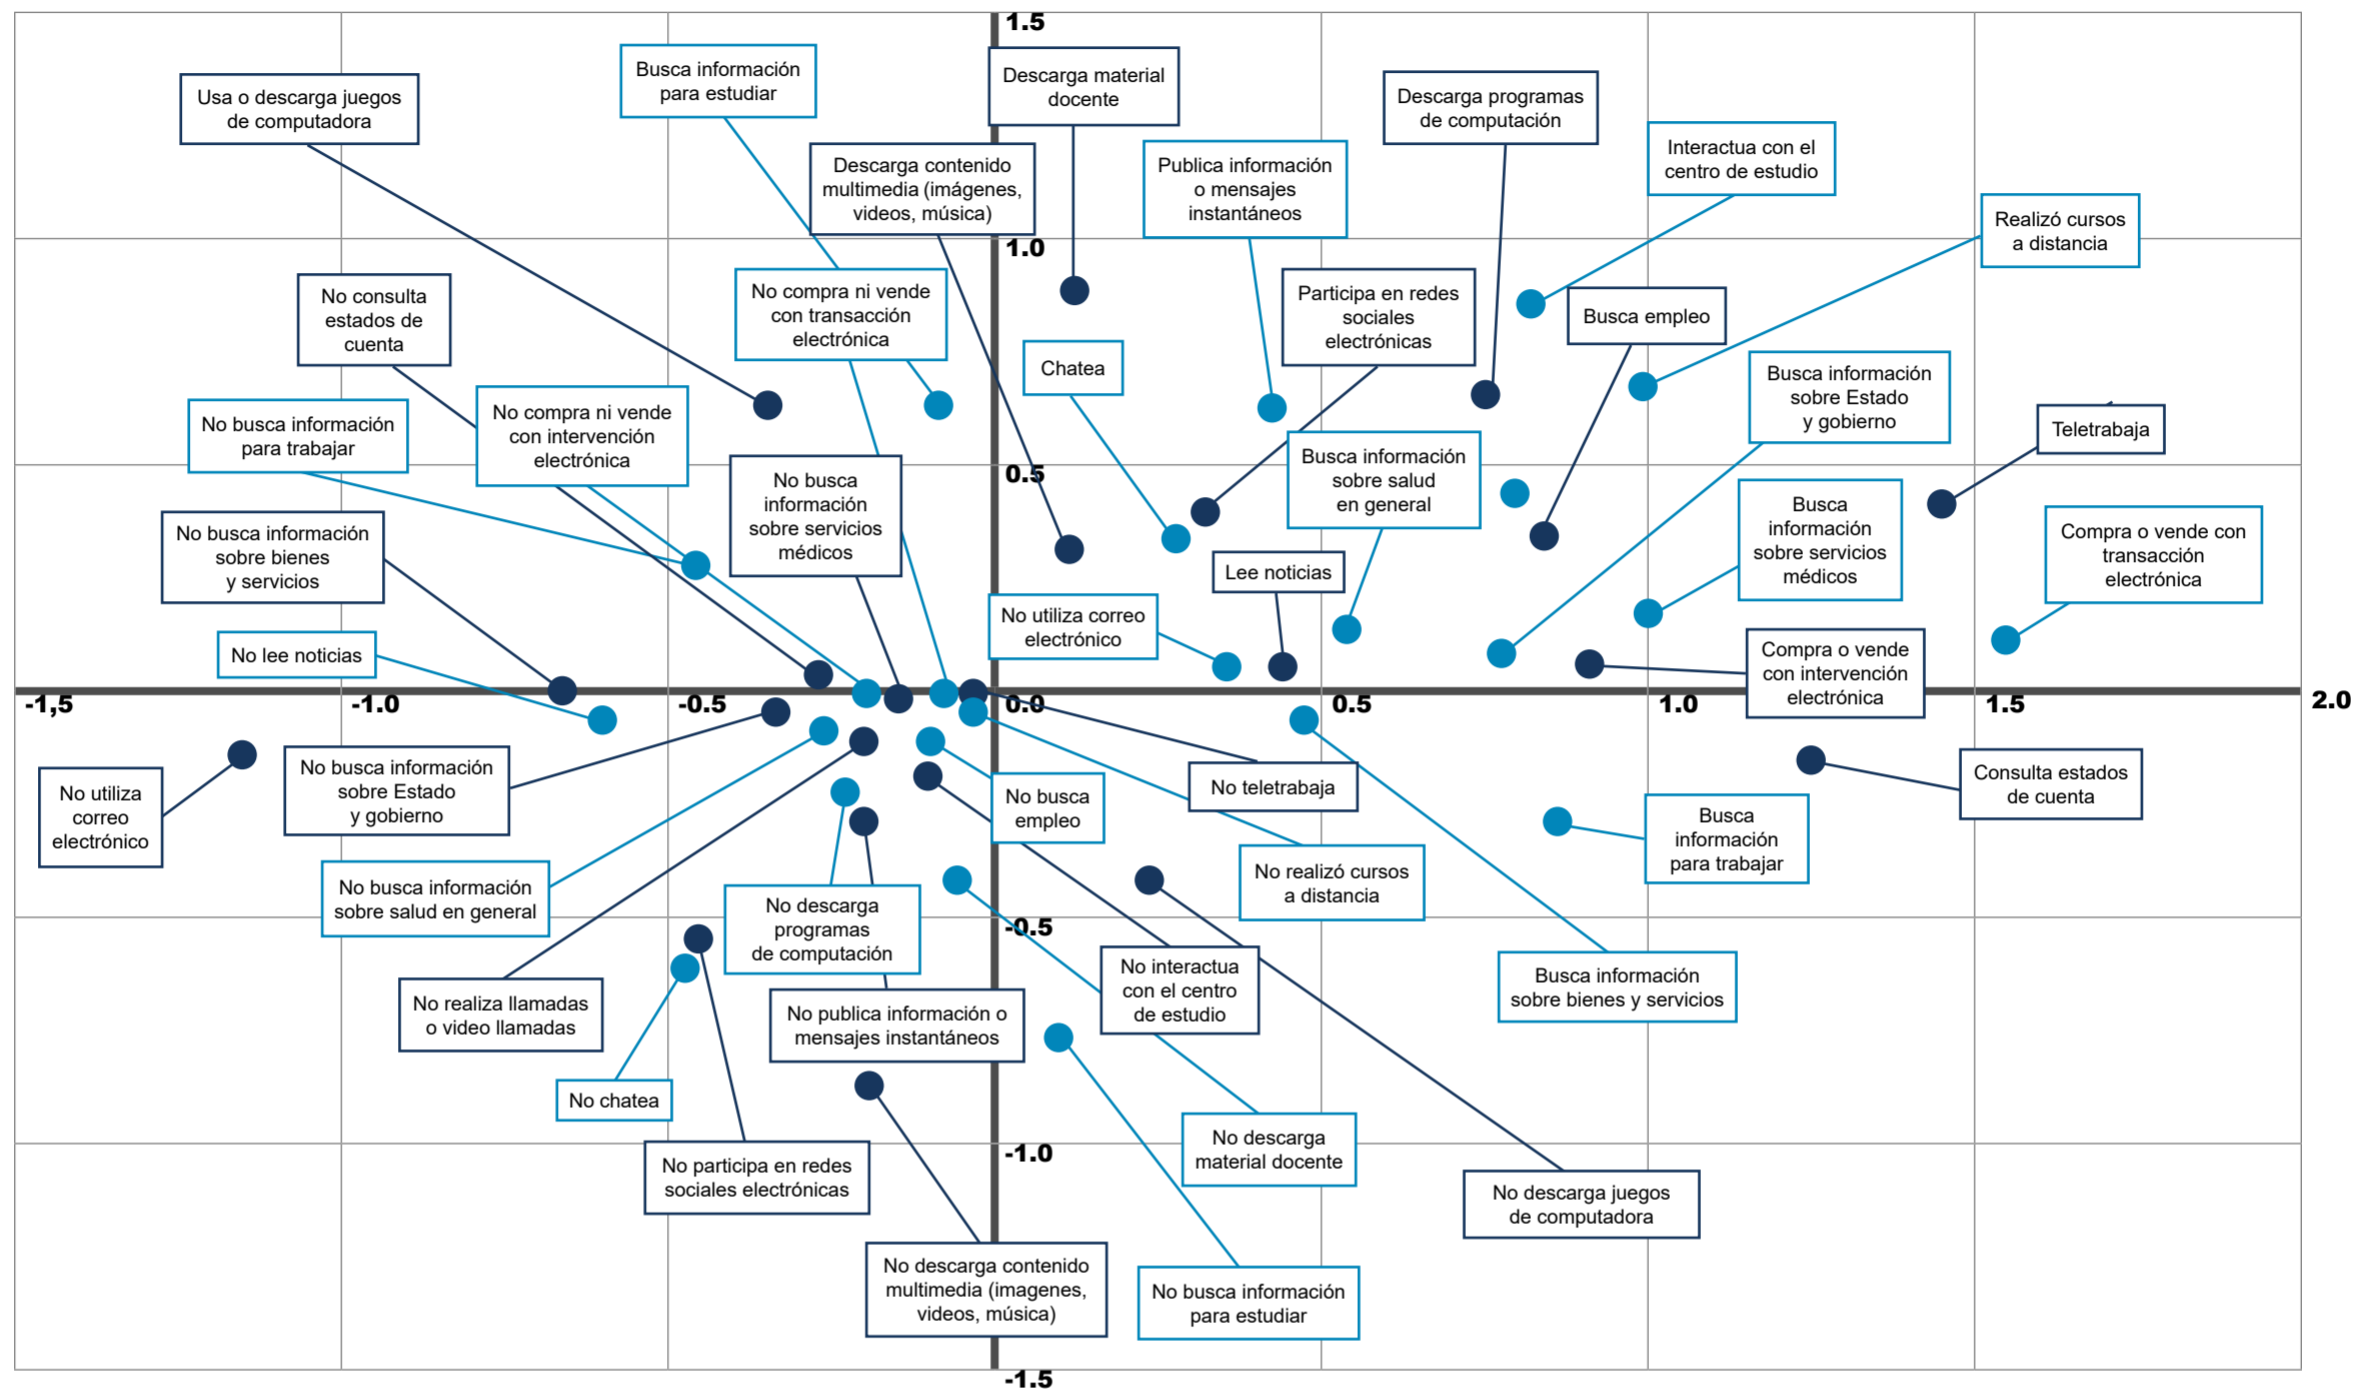 1.5
Busca información
para estudiar
Descarga material
docente
Usa o descarga juegos
de computadora
Descarga programas
de computación
Interactua con el
centro de estudio
Descarga contenido
multimedia (imágenes,
videos, música)
Publica información
o mensajes
instantáneos
Realizó cursos
a distancia
1.0
No consulta
estados de
cuenta
No compra ni vende
con transacción
electrónica
Participa en redes
sociales
electrónicas
Busca empleo
Chatea
Busca información
sobre Estado
y gobierno
No busca información
para trabajar
No compra ni vende
con intervención
electrónica
Teletrabaja
0.5
No busca
información
sobre servicios
médicos
Busca información
sobre salud
en general
Busca
información
sobre servicios
médicos
Compra o vende con
transacción
electrónica
No busca información
sobre bienes
y servicios
Lee noticias
No utiliza correo
electrónico
No lee noticias
Compra o vende
con intervención
electrónica
-1,5
-1.0
-0.5
0.0
0.5
1.0
1.5
2.0
No utiliza
correo
electrónico
No busca información
sobre Estado
y gobierno
No busca
empleo
No teletrabaja
Consulta estados
de cuenta
Busca
información
para trabajar
No busca información
sobre salud en general
No descarga
programas
de computación
No realizó cursos
a distancia
-0.5
No realiza llamadas
o video llamadas
No publica información o
mensajes instantáneos
No interactua
con el centro
de estudio
Busca información
sobre bienes y servicios
No chatea
-1.0
No participa en redes
sociales electrónicas
No descarga
material docente
No descarga juegos
de computadora
No descarga contenido
multimedia (imagenes,
videos, música)
No busca información
para estudiar
-1.5